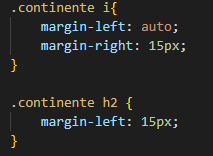 .continente i{
    margin-left: auto;
    margin-right: 15px;
}

.continente h2 {
    margin-left: 15px;
}